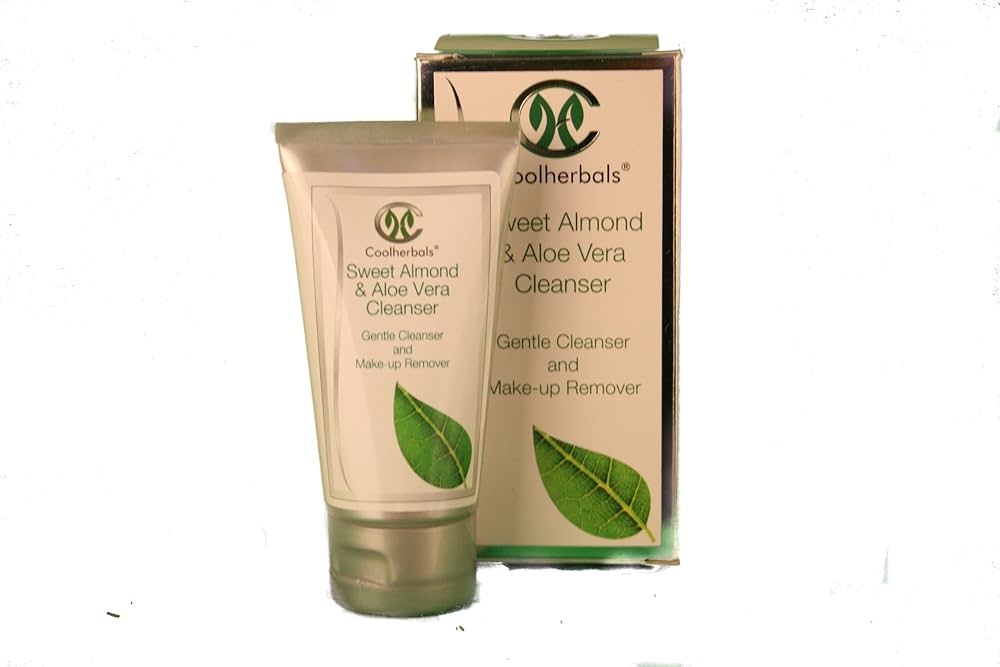 Coolherbals®
Sweet Almond
& Aloe Vera
Cleanser
Gentle Cleanser
and
Make-up Remover
oolherbals®
weet Almond
& Aloe Vera
Cleanser
Gentle Cleanser
and
Make-up Remover